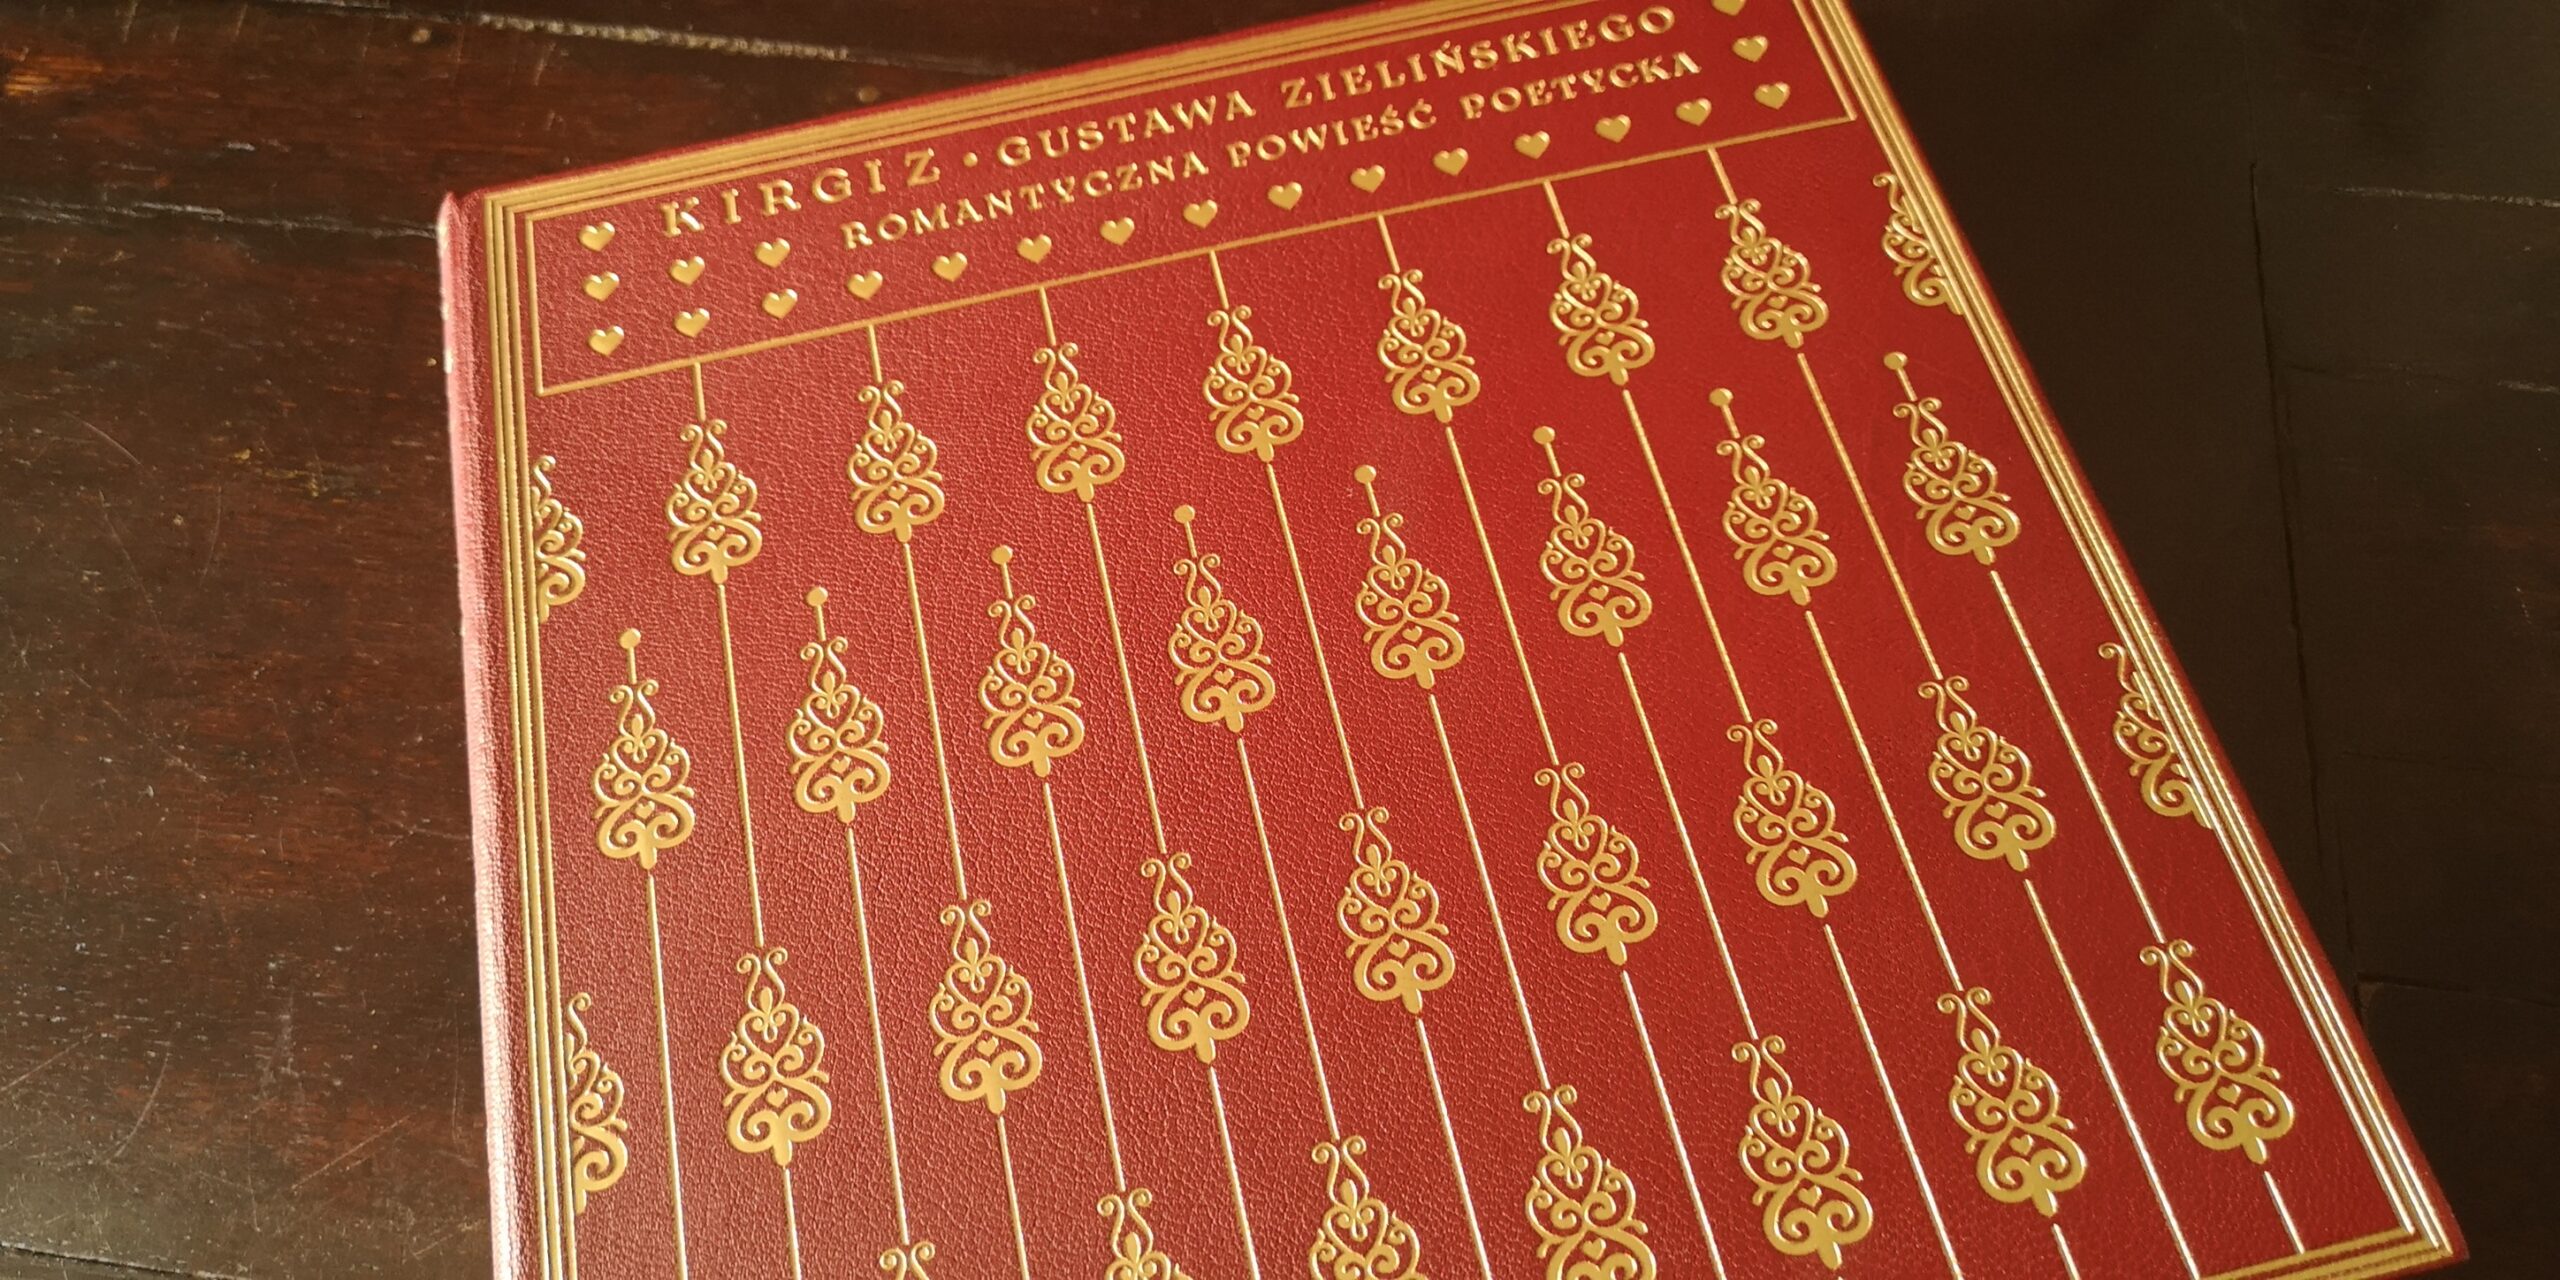 KIRGIZ • GUSTAWA ZIELIŃSKIEGO
ROMANTYCZNA POWIEŚĆ POETYCKA